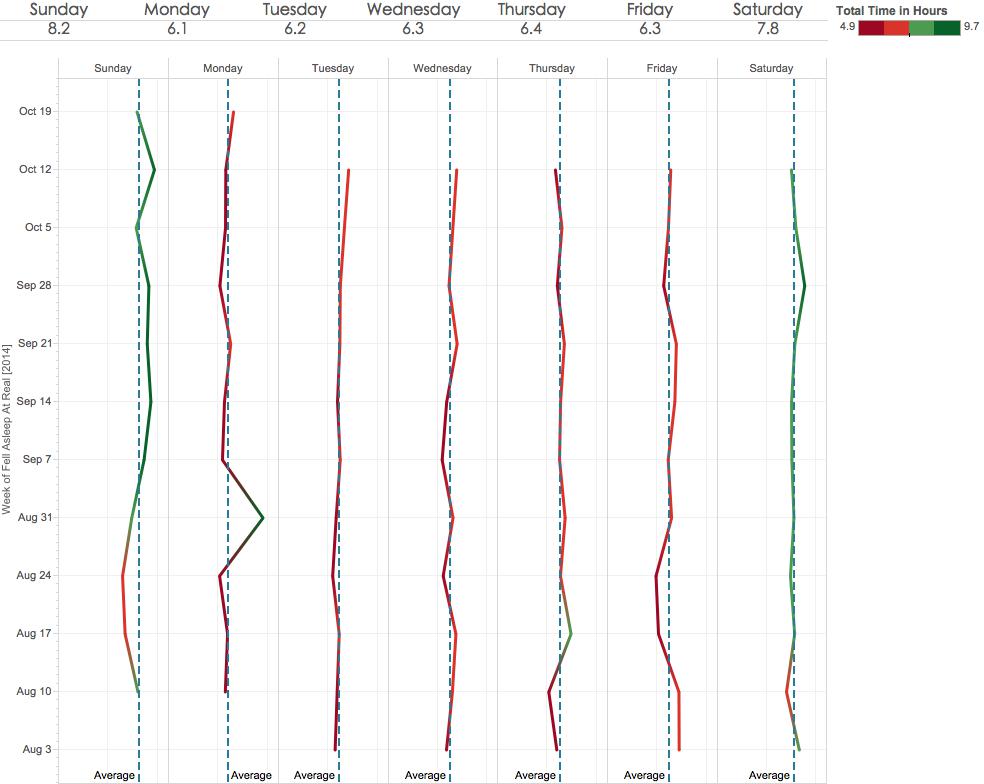 Sunday Monday Tuesday Wednesday Thursday Friday Saturday
8.2 6.1 6.2 6.3 6.4 6.3 7.8
Total Time in Hours
4.9 9.7
Sunday Monday Tuesday Wednesday Thursday Friday Saturday
Oct 19
Oct 12
Oct 5
Sep 28
Sep 21
Sep 14
Sep 7
Aug 31
Aug 24
Aug 17
Aug 10
Aug 3
Week of Fell Asleep At Real [2014]
Average Average Average Average Average Average Average